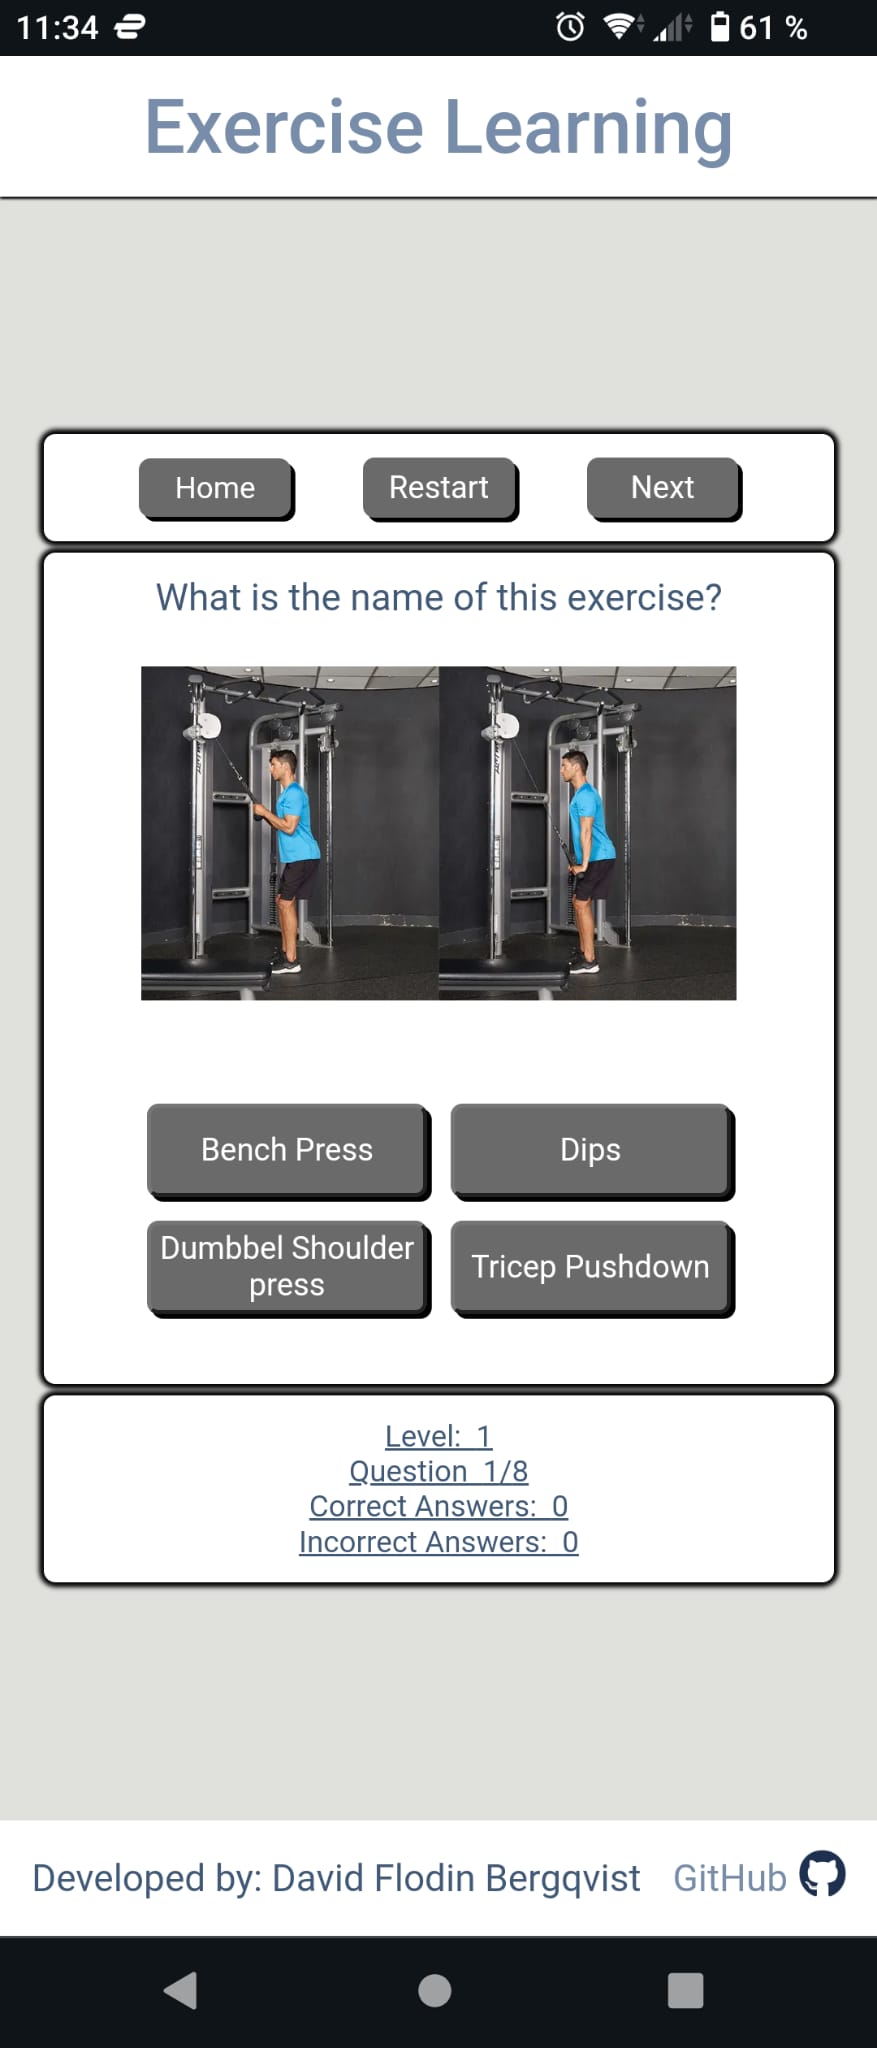 11:34
61 %
Exercise Learning
Home
Restart
Next
What is the name of this exercise?
Bench Press
Dips
Dumbbel Shoulder
press
Tricep Pushdown
Level: 1
Question 1/8
Correct Answers: 0
Incorrect Answers: 0
Developed by: David Flodin Bergqvist
GitHub